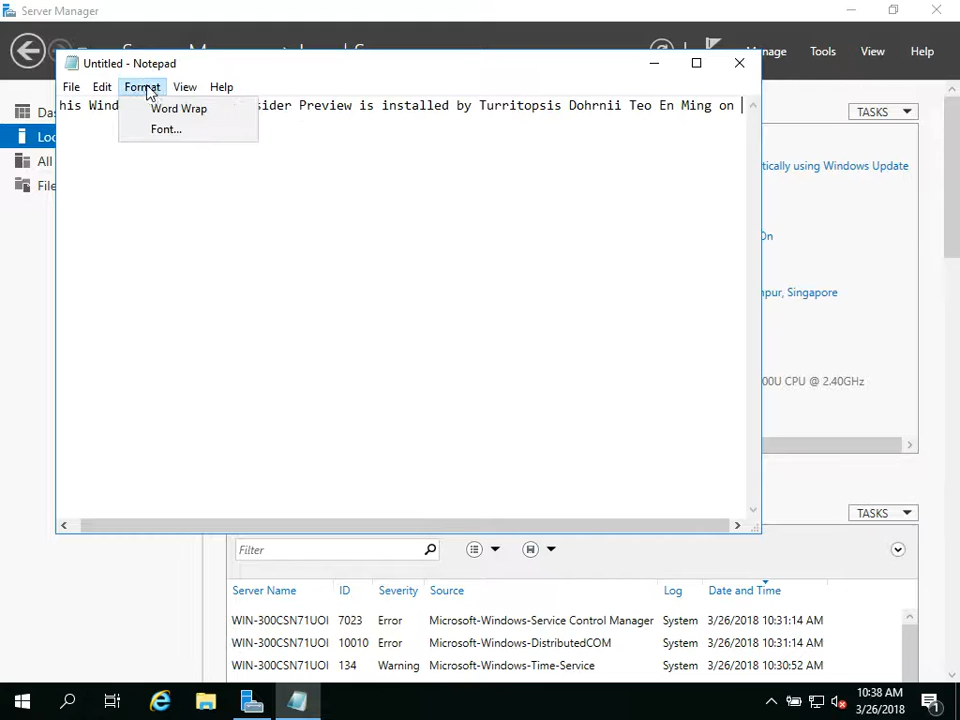 Server Manager
Untitled - Notepad
Manage Tools View Help
File Edit Format View Help
his Wind sider Preview is installed by Turritopsis Dohrnii Teo En Ming on
Word Wrap
Font...
TASKS
tically using Windows Update
On
npur, Singapore
00U CPU @ 2.40GHz
TASKS
Filter
Server Name ID Severity Source Log Date and Time
WIN-300CSN71UOI 7023 Error Microsoft-Windows-Service Control Manager System 3/26/2018 10:31:14 AM
WIN-300CSN71UOI 10010 Error Microsoft-Windows-DistributedCOM System 3/26/2018 10:31:14 AM
WIN-300CSN71UOI 134 Warning Microsoft-Windows-Time-Service System 3/26/2018 10:30:52 AM
10:38 AM
3/26/2018
1